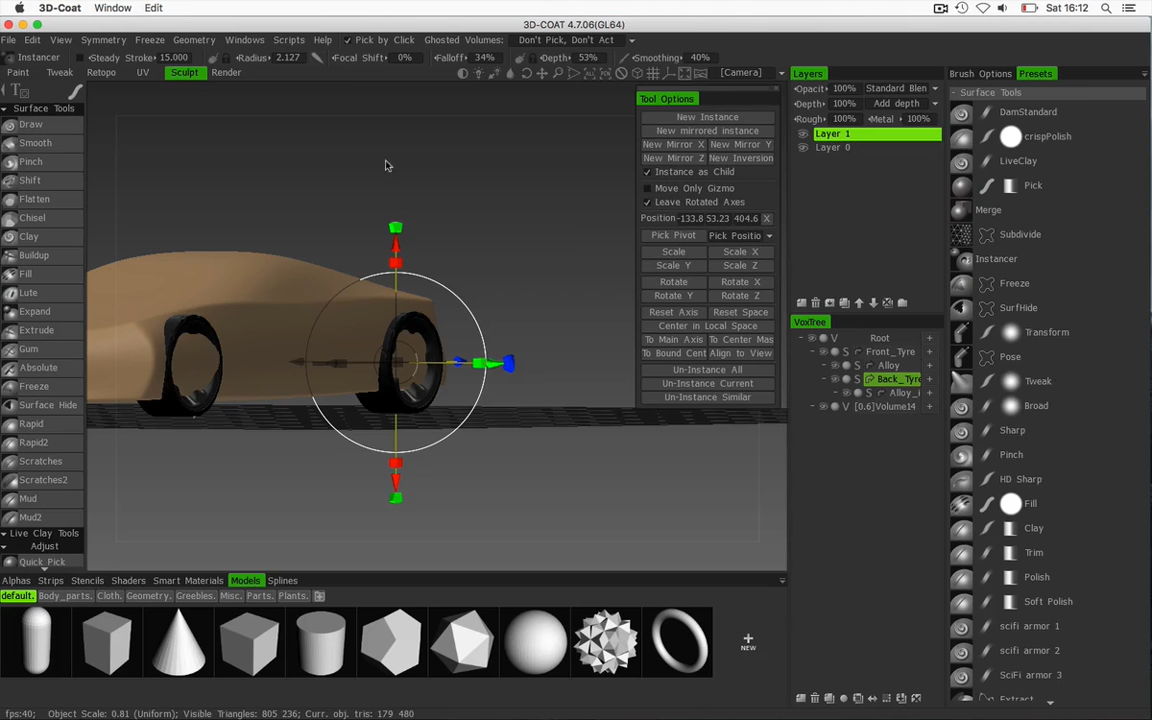 3D-Coat Window Edit Sat 16:12
3D-COAT 4.7.06(GL64)
File Edit View Symmetry Freeze Geometry Windows Scripts Help Pick by Click Ghosted Volumes: Don't Pick, Don't Act
Instancer Steady Stroke: 15.000 Radius: 2.127 Focal Shift: 0% Falloff: 34% Depth: 53% Smoothing: 40%
Paint Tweak Retopo UV Sculpt Render [Camera]
Surface Tools
Draw
Smooth
Pinch
Shift
Flatten
Chisel
Clay
Buildup
Fill
Lute
Expand
Extrude
Gum
Absolute
Freeze
Surface Hide
Rapid
Rapid2
Scratches
Scratches2
Mud
Mud2
Live Clay Tools
Adjust
Quick Pick
Tool Options
New Instance
New mirrored instance
New Mirror X New Mirror Y
New Mirror Z New Inversion
Instance as Child
Move Only Gizmo
Leave Rotated Axes
Position -133.8 53.23 404.6 X
Pick Pivot Pick Positio
Scale Scale X
Scale Y Scale Z
Rotate Rotate X
Rotate Y Rotate Z
Reset Axis Reset Space
Center in Local Space
To Main Axis To Center Mas
To Bound Cent Align to View
Un-Instance All
Un-Instance Current
Un-Instance Similar
Layers
Opacit 100% Standard Blen
Depth: 100% Add depth
Rough: 100% Metal 100%
Layer 1
Layer 0
VoxTree
Root
S Front_Tyre +
S Alloy +
S Back_Tyre +
S Alloy_i +
V [0.6]Volume14 +
Brush Options Presets
- Surface Tools
DamStandard
crispPolish
LiveClay
Pick
Merge
Subdivide
Instancer
Freeze
SurfHide
Transform
Pose
Tweak
Broad
Sharp
Pinch
HD Sharp
Fill
Clay
Trim
Polish
Soft Polish
scifi armor 1
scifi armor 2
SciFi armor 3
Extract
Alphas Strips Stencils Shaders Smart Materials Models Splines
default. Body_parts. Cloth. Geometry. Greebles. Misc. Parts. Plants.
+
NEW
fps:40; Object Scale: 0.81 (Uniform); Visible Triangles: 805 236; Curr. obj. tris: 179 480